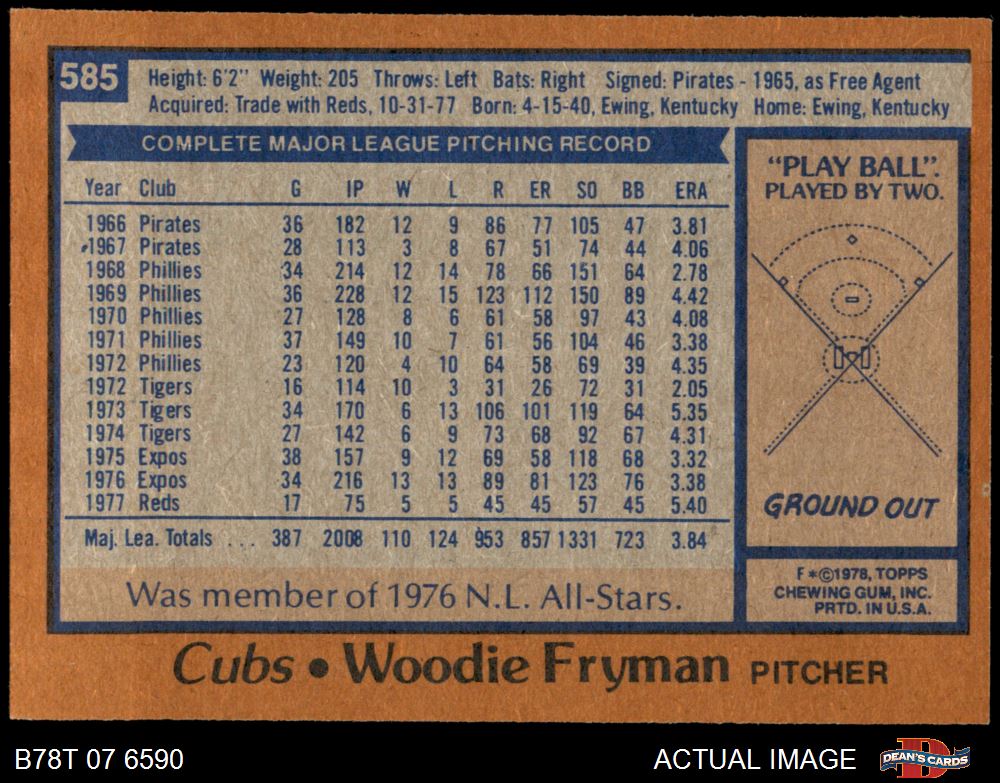 585
Height: 6'2" Weight: 205 Throws: Left Bats: Right Signed: Pirates - 1965, as Free Agent
Acquired: Trade with Reds, 10-31-77 Born: 4-15-40, Ewing, Kentucky Home: Ewing, Kentucky
COMPLETE MAJOR LEAGUE PITCHING RECORD
Year Club G IP W L R ER SO BB ERA
1966 Pirates 36 182 12 9 86 77 105 47 3.81
1967 Pirates 28 113 3 8 67 51 74 44 4.06
1968 Phillies 34 214 12 14 78 66 151 64 2.78
1969 Phillies 36 228 12 15 123 112 150 89 4.42
1970 Phillies 27 128 8 6 61 58 97 43 4.08
1971 Phillies 37 149 10 7 61 56 104 46 3.38
1972 Phillies 23 120 4 10 64 58 69 39 4.35
1972 Tigers 16 114 10 3 31 26 72 31 2.05
1973 Tigers 34 170 6 13 106 101 119 64 5.35
1974 Tigers 27 142 6 9 73 68 92 67 4.31
1975 Expos 38 157 9 12 69 58 118 68 3.32
1976 Expos 34 216 13 13 89 81 123 76 3.38
1977 Reds 17 75 5 5 45 45 57 45 5.40
Maj. Lea. Totals ... 387 2008 110 124 953 857 1331 723 3.84
Was member of 1976 N.L. All-Stars.
"PLAY BALL".
PLAYED BY TWO.
GROUND OUT
F*©1978, TOPPS
CHEWING GUM, INC.
PRTD. IN U.S.A.
Cubs • Woodie Fryman PITCHER
B78T 07 6590
ACTUAL IMAGE
DEAN'S CARDS